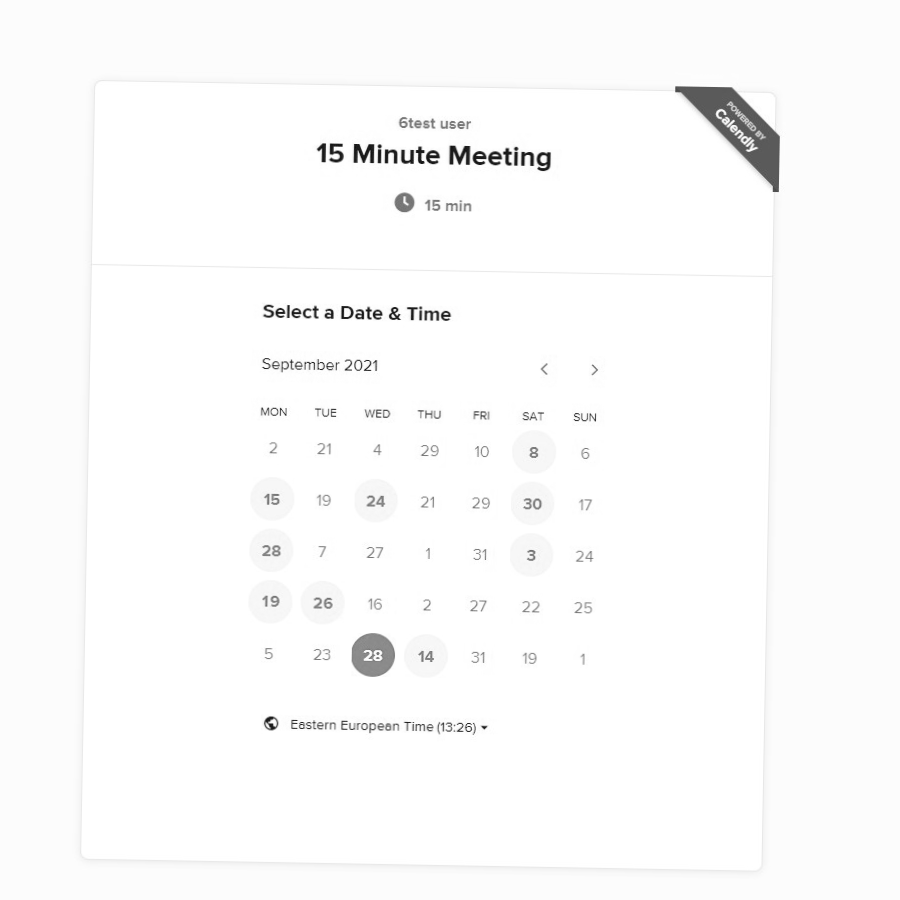 POWERED BY
Calendly
6test user
15 Minute Meeting
15 min
Select a Date & Time
September 2021
MON TUE WED THU FRI SAT SUN
2 21 4 29 10 8 6
15 19 24 21 29 30 17
28 7 27 1 31 3 24
19 26 16 2 27 22 25
5 23 28 14 31 19 1
Eastern European Time (13:26)